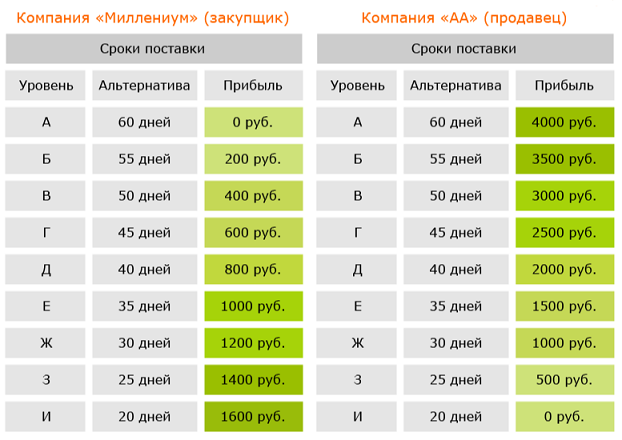 Компания «Миллениум» (закупщик) Компания «АА» (продавец)
Сроки поставки Сроки поставки
Уровень Альтернатива Прибыль Уровень Альтернатива Прибыль
А 60 дней 0 руб. А 60 дней 4000 руб.
Б 55 дней 200 руб. Б 55 дней 3500 руб.
В 50 дней 400 руб. В 50 дней 3000 руб.
Г 45 дней 600 руб. Г 45 дней 2500 руб.
Д 40 дней 800 руб. Д 40 дней 2000 руб.
Е 35 дней 1000 руб. Е 35 дней 1500 руб.
Ж 30 дней 1200 руб. Ж 30 дней 1000 руб.
З 25 дней 1400 руб. З 25 дней 500 руб.
И 20 дней 1600 руб. И 20 дней 0 руб.